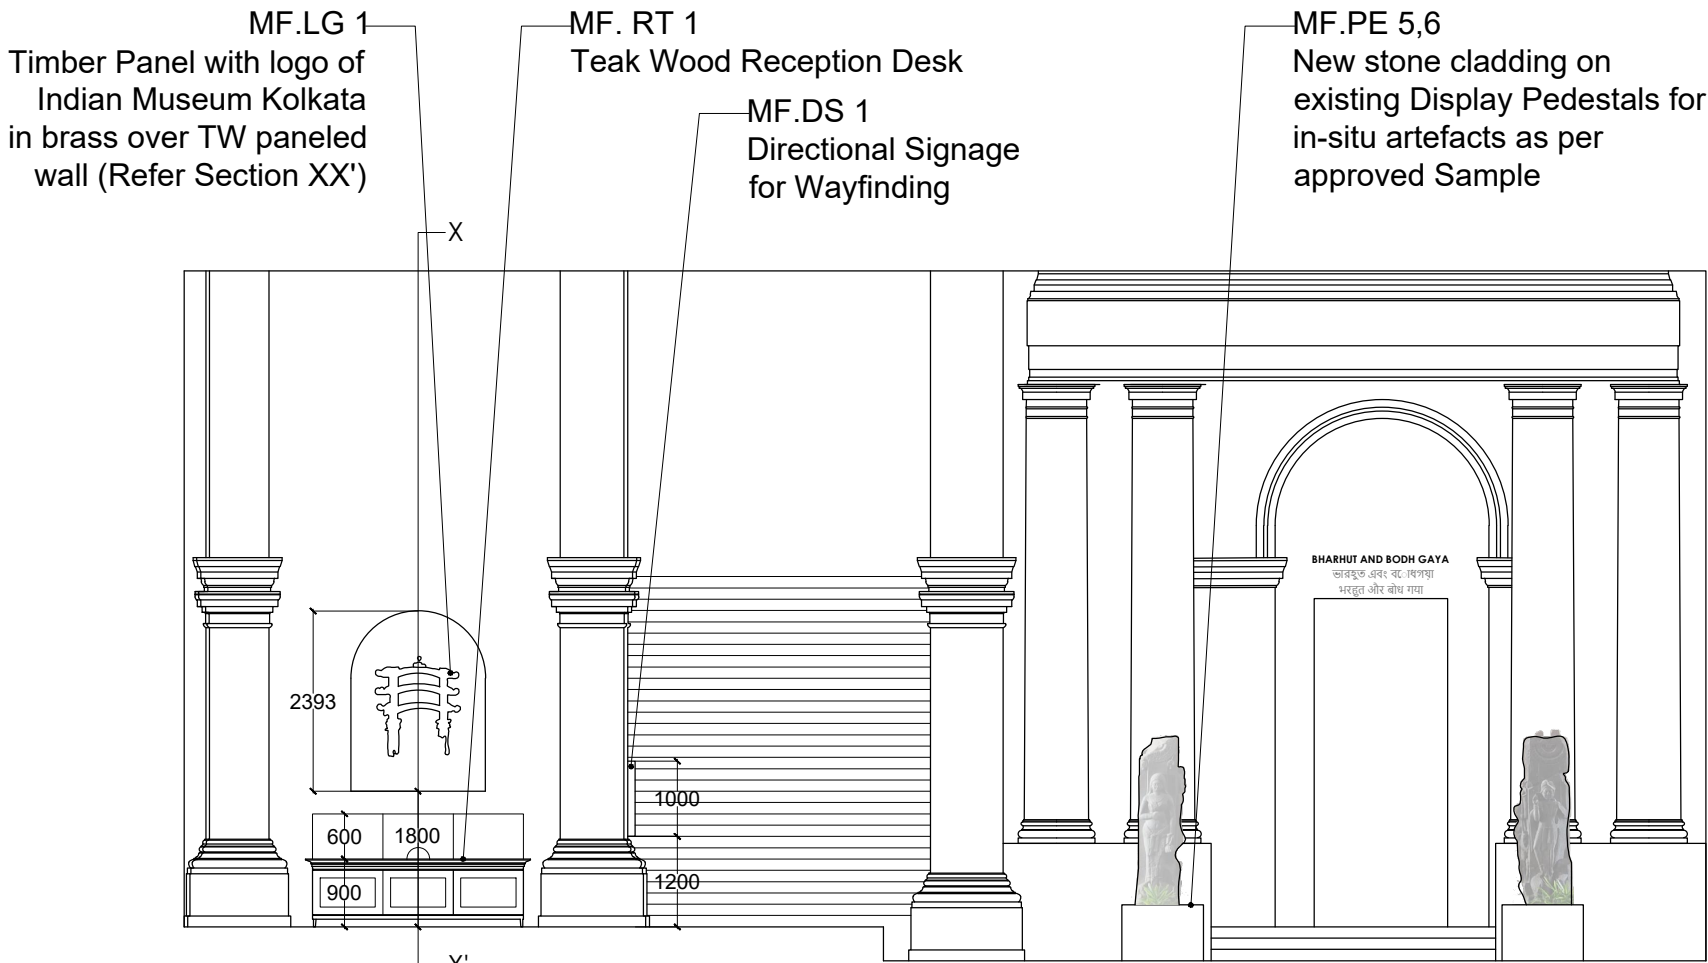 MF.LG 1
Timber Panel with logo of
Indian Museum Kolkata
in brass over TW paneled
wall (Refer Section XX')
MF. RT 1
Teak Wood Reception Desk
MF.DS 1
Directional Signage
for Wayfinding
MF.PE 5,6
New stone cladding on
existing Display Pedestals for
in-situ artefacts as per
approved Sample
X
BHARHUT AND BODH GAYA
ভারহুত এবং বোধগয়া
भरहुत और बोध गया
2393
1000
600
1800
900
1200
X'